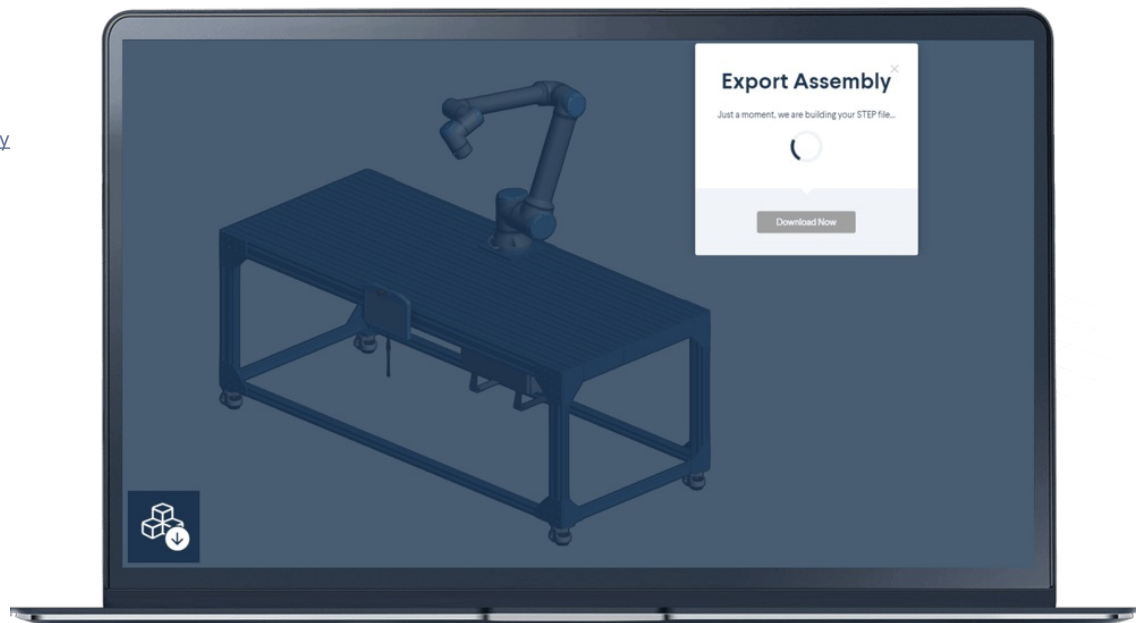 Export Assembly
Just a moment, we are building your STEP file...
Download Now
y